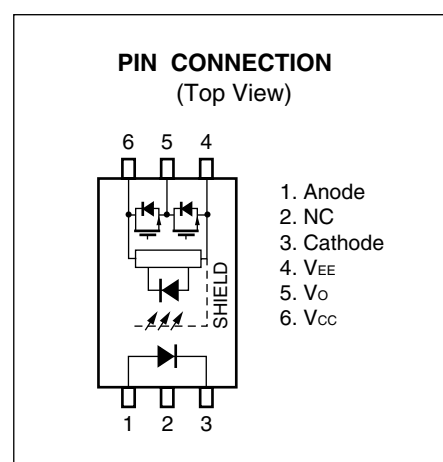 PIN CONNECTION
(Top View)
6 5 4
1. Anode
2. NC
3. Cathode
4. VEE
5. VO
6. VCC
SHIELD
1 2 3